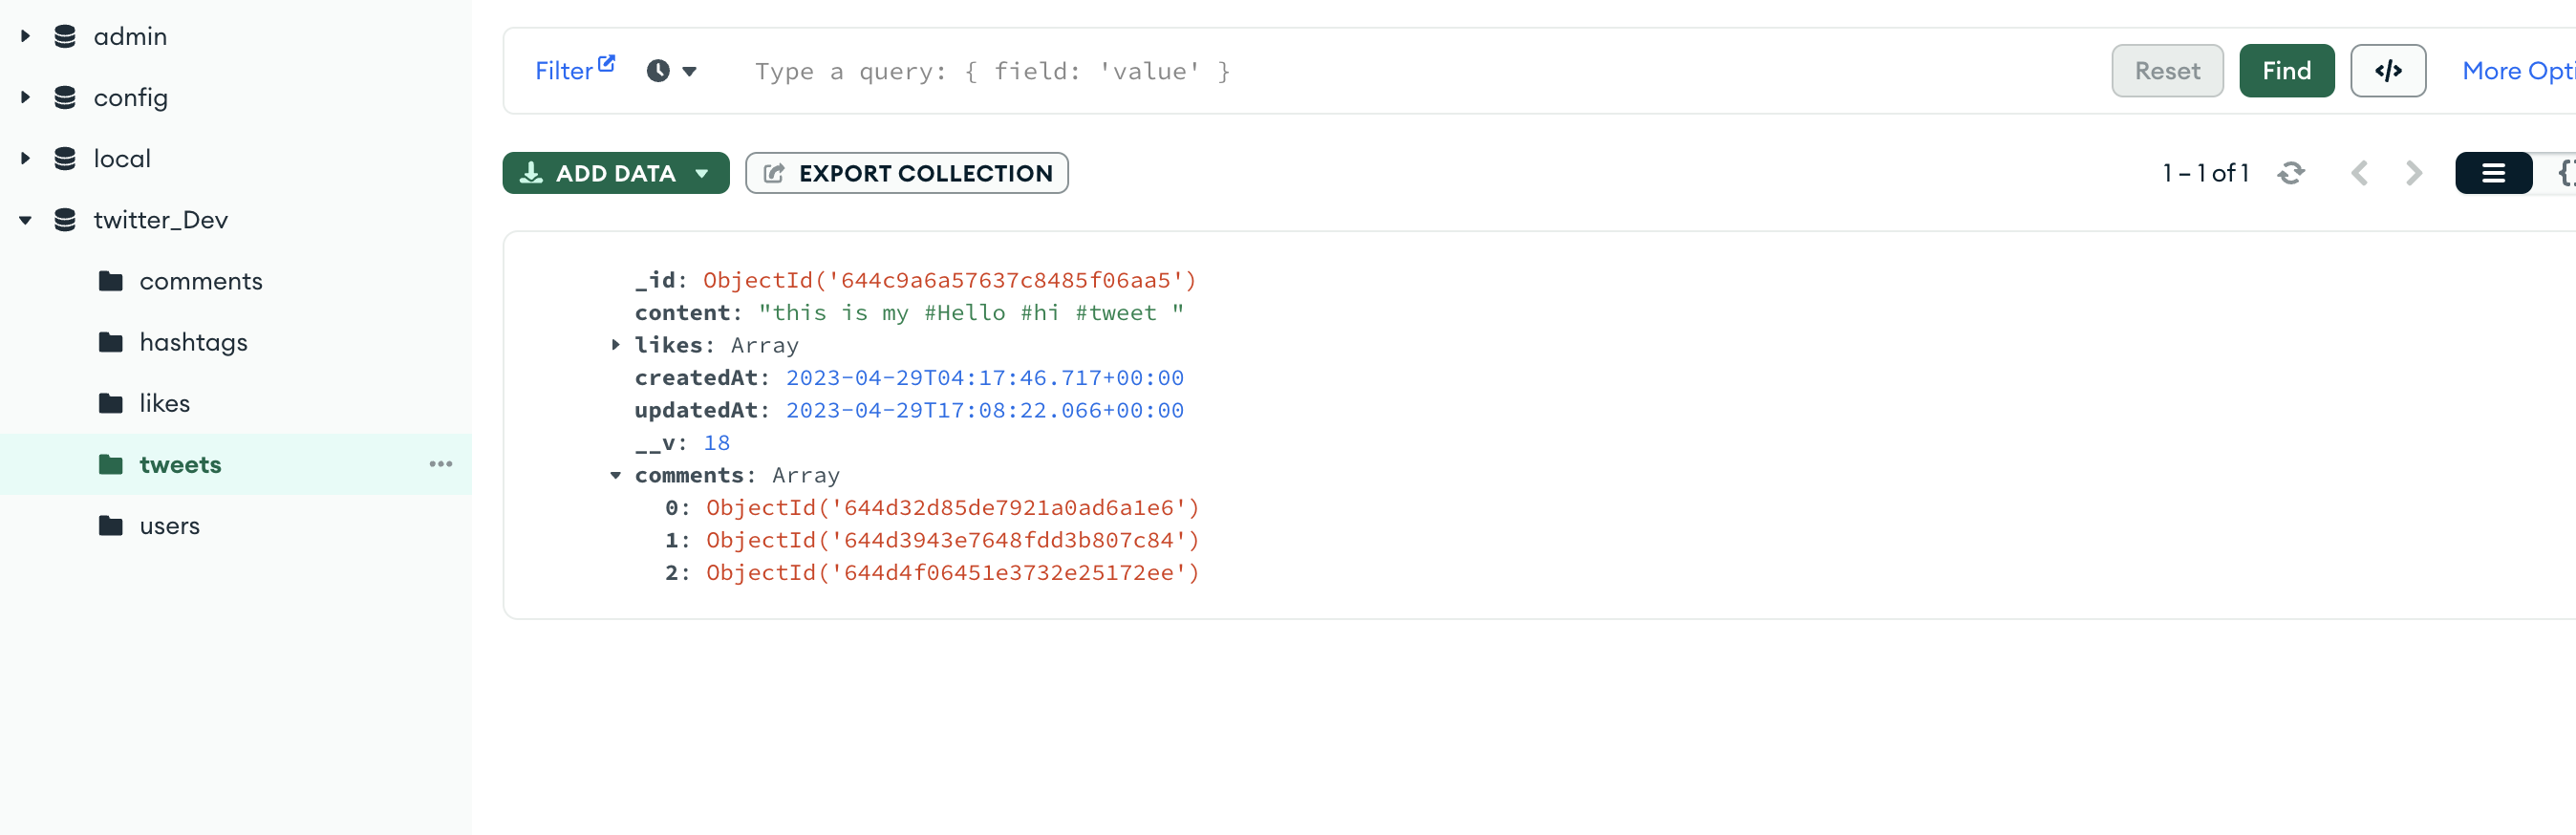 admin
config
local
twitter_Dev
comments
hashtags
likes
tweets
users
Filter
Type a query: { field: 'value' }
Reset
Find
</>
More Opti
ADD DATA
EXPORT COLLECTION
1 – 1 of 1
_id: ObjectId('644c9a6a57637c8485f06aa5')
content: "this is my #Hello #hi #tweet "
likes: Array
createdAt: 2023-04-29T04:17:46.717+00:00
updatedAt: 2023-04-29T17:08:22.066+00:00
__v: 18
comments: Array
0: ObjectId('644d32d85de7921a0ad6a1e6')
1: ObjectId('644d3943e7648fdd3b807c84')
2: ObjectId('644d4f06451e3732e25172ee')